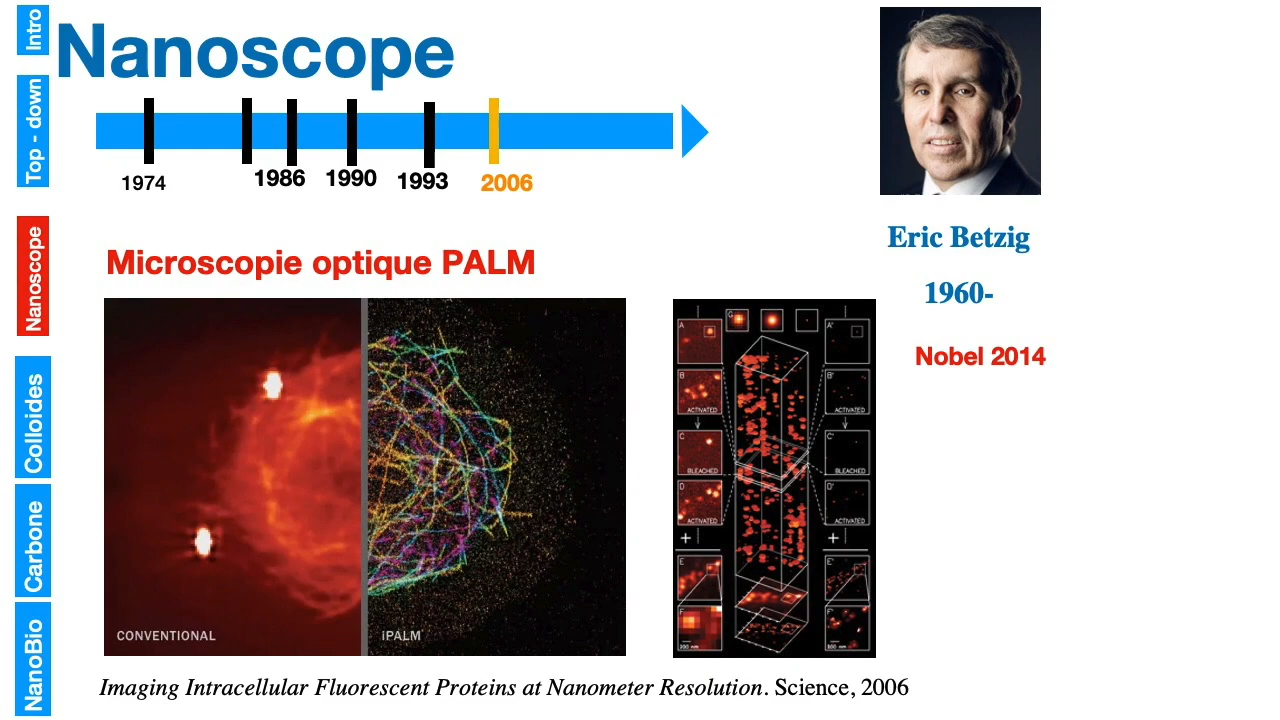 Intro
Top - down
Nanoscope
Colloides
Carbone
NanoBio
Nanoscope
1974
1986
1990
1993
2006
Microscopie optique PALM
CONVENTIONAL
iPALM
G
A
A'
B
ACTIVATED
B'
ACTIVATED
C
BLEACHED
C'
BLEACHED
D
ACTIVATED
D'
ACTIVATED
+
+
E
E'
F
F'
Eric Betzig
1960-
Nobel 2014
Imaging Intracellular Fluorescent Proteins at Nanometer Resolution. Science, 2006